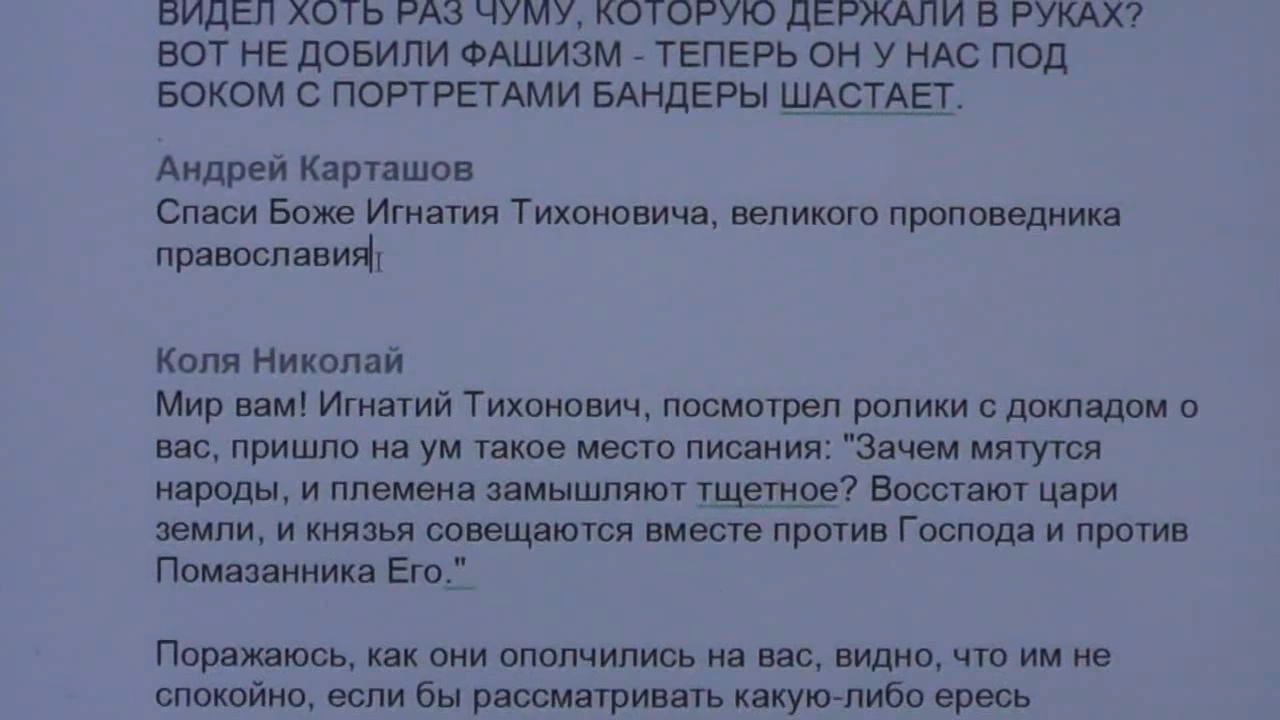 ВИДЕЛ ХОТЬ РАЗ ЧУМУ, КОТОРУЮ ДЕРЖАЛИ В РУКАХ?
ВОТ НЕ ДОБИЛИ ФАШИЗМ - ТЕПЕРЬ ОН У НАС ПОД
БОКОМ С ПОРТРЕТАМИ БАНДЕРЫ ШАСТАЕТ.
Андрей Карташов
Спаси Боже Игнатия Тихоновича, великого проповедника
православия
Коля Николай
Мир вам! Игнатий Тихонович, посмотрел ролики с докладом о
вас, пришло на ум такое место писания: "Зачем мятутся
народы, и племена замышляют тщетное? Восстают цари
земли, и князья совещаются вместе против Господа и против
Помазанника Его."
Поражаюсь, как они ополчились на вас, видно, что им не
спокойно, если бы рассматривать какую-либо ересь